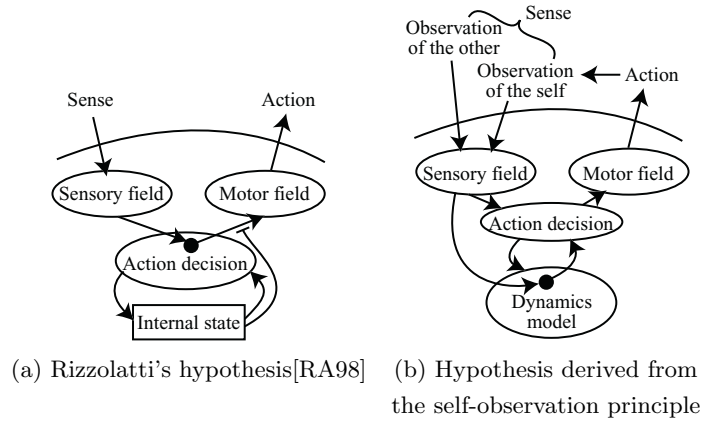 Sense
Action
Sensory field
Motor field
Action decision
Internal state
(a) Rizzolatti's hypothesis[RA98]
Sense
Observation
of the other
Observation
of the self
Action
Sensory field
Motor field
Action decision
Dynamics
model
(b) Hypothesis derived from
the self-observation principle